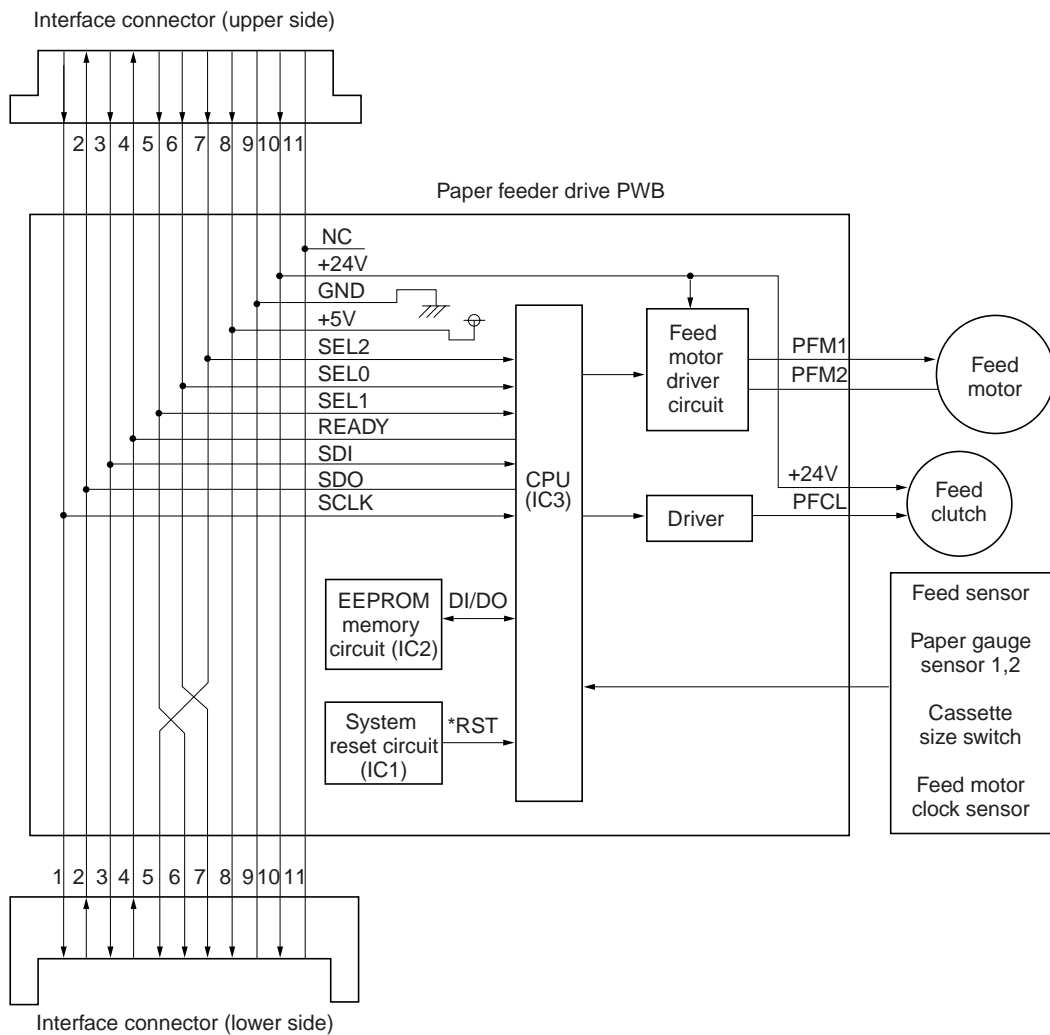 Interface connector (upper side)
2 3 4 5 6 7 8 9 10 11
Paper feeder drive PWB
NC
+24V
GND
+5V
SEL2
SEL0
SEL1
READY
SDI
SDO
SCLK
CPU
(IC3)
Feed
motor
driver
circuit
PFM1
PFM2
Feed
motor
+24V
PFCL
Driver
Feed
clutch
EEPROM
memory
circuit (IC2)
DI/DO
System
reset circuit
(IC1)
*RST
Feed sensor
Paper gauge
sensor 1,2
Cassette
size switch
Feed motor
clock sensor
1 2 3 4 5 6 7 8 9 10 11
Interface connector (lower side)